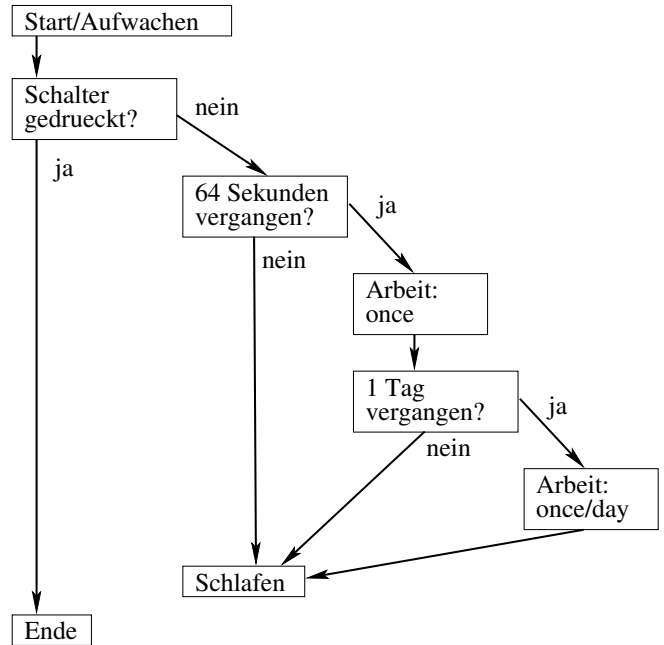 Start/Aufwachen
Schalter
gedrueckt?
nein
ja
64 Sekunden
vergangen?
ja
nein
Arbeit:
once
1 Tag
vergangen?
ja
nein
Arbeit:
once/day
Schlafen
Ende